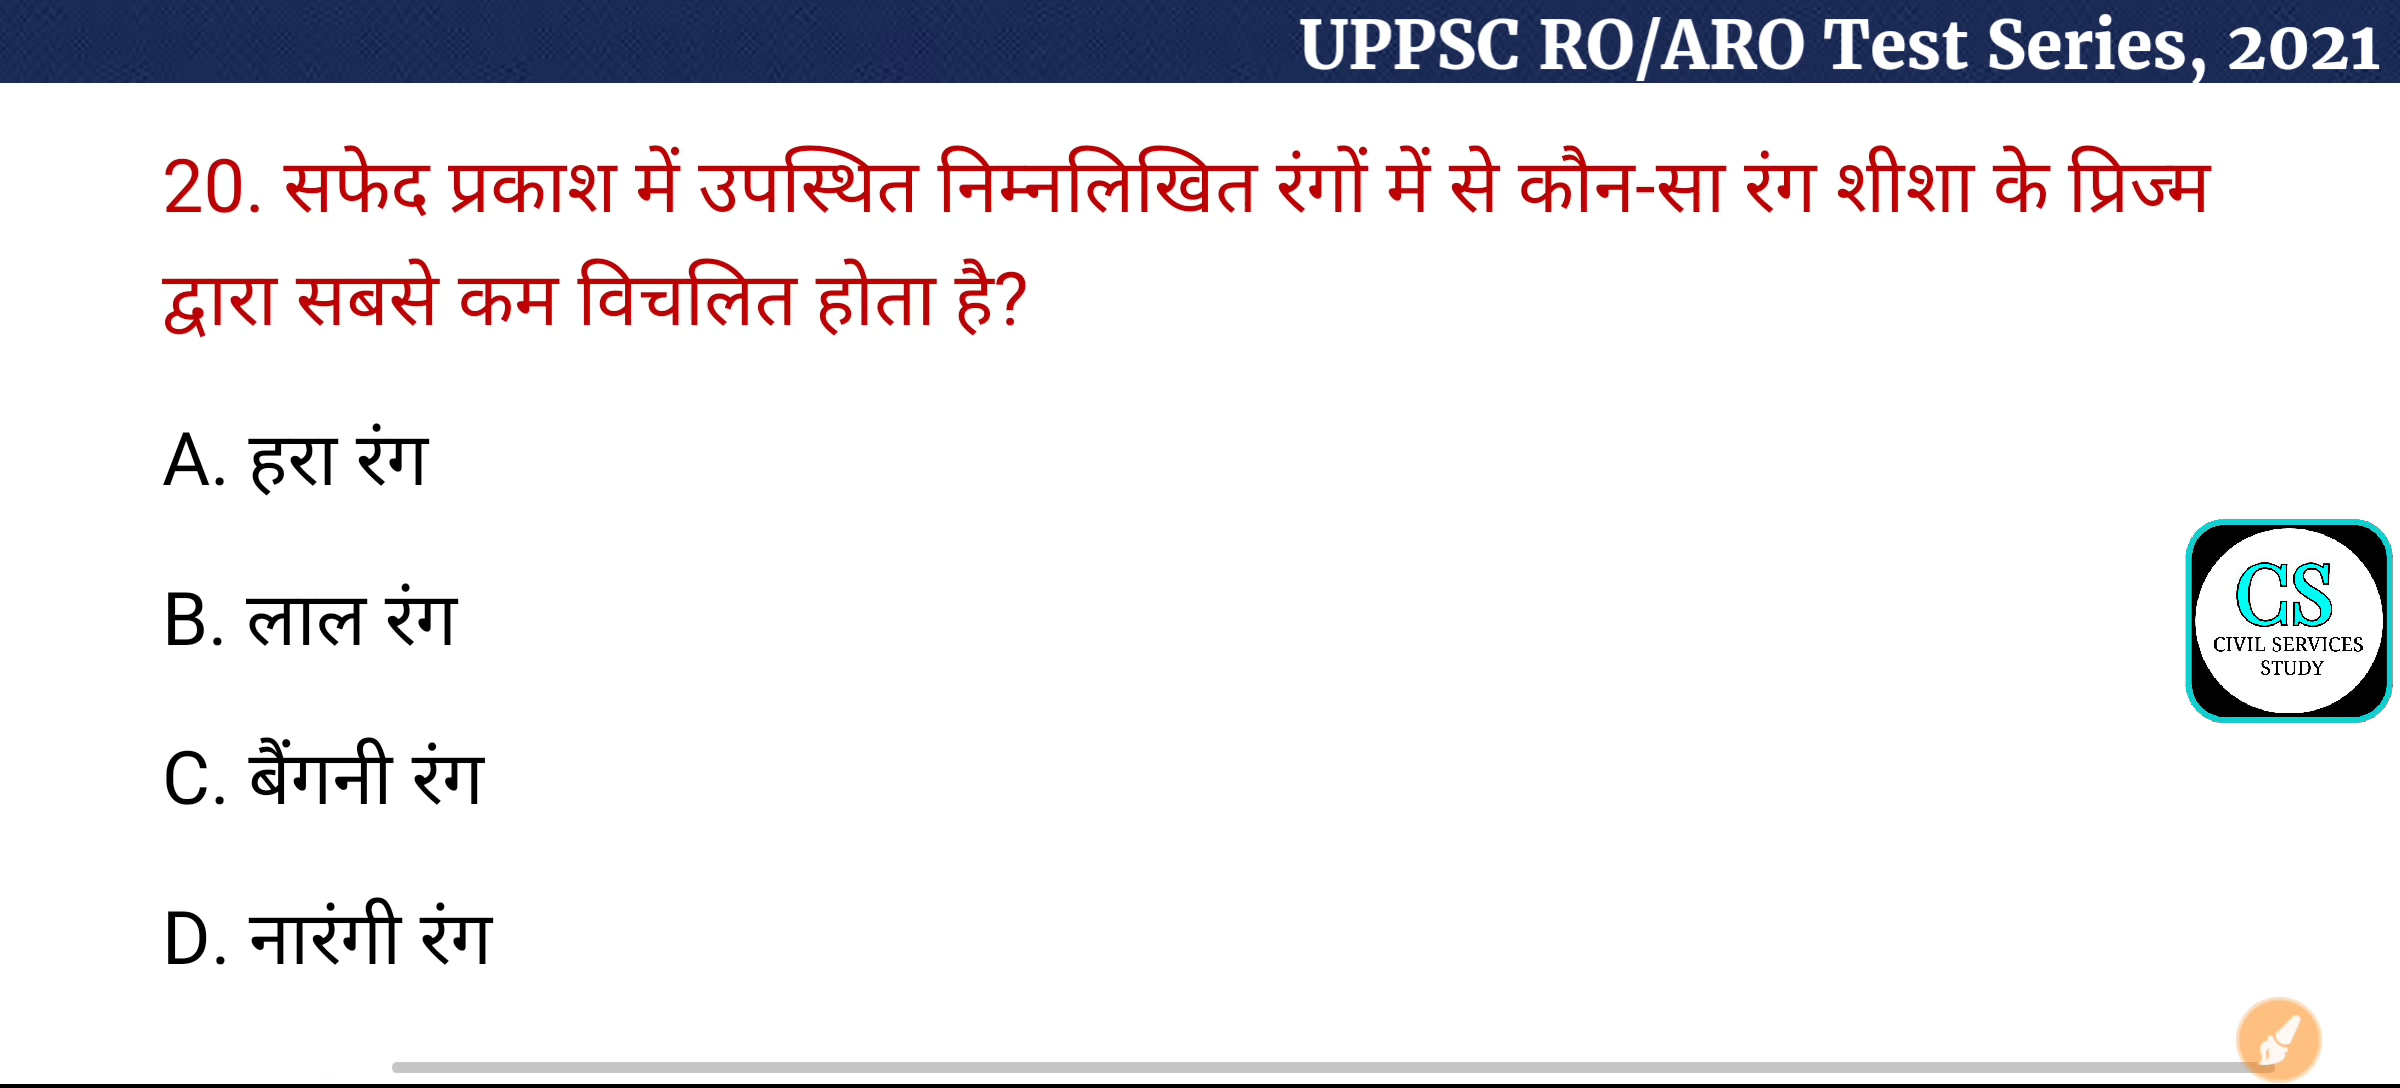 UPPSC RO/ARO Test Series, 2021
20. सफेद प्रकाश में उपस्थित निम्नलिखित रंगों में से कौन-सा रंग शीशा के प्रिज्म
द्वारा सबसे कम विचलित होता है?
A. हरा रंग
B. लाल रंग
C. बैंगनी रंग
D. नारंगी रंग
CS
CIVIL SERVICES
STUDY